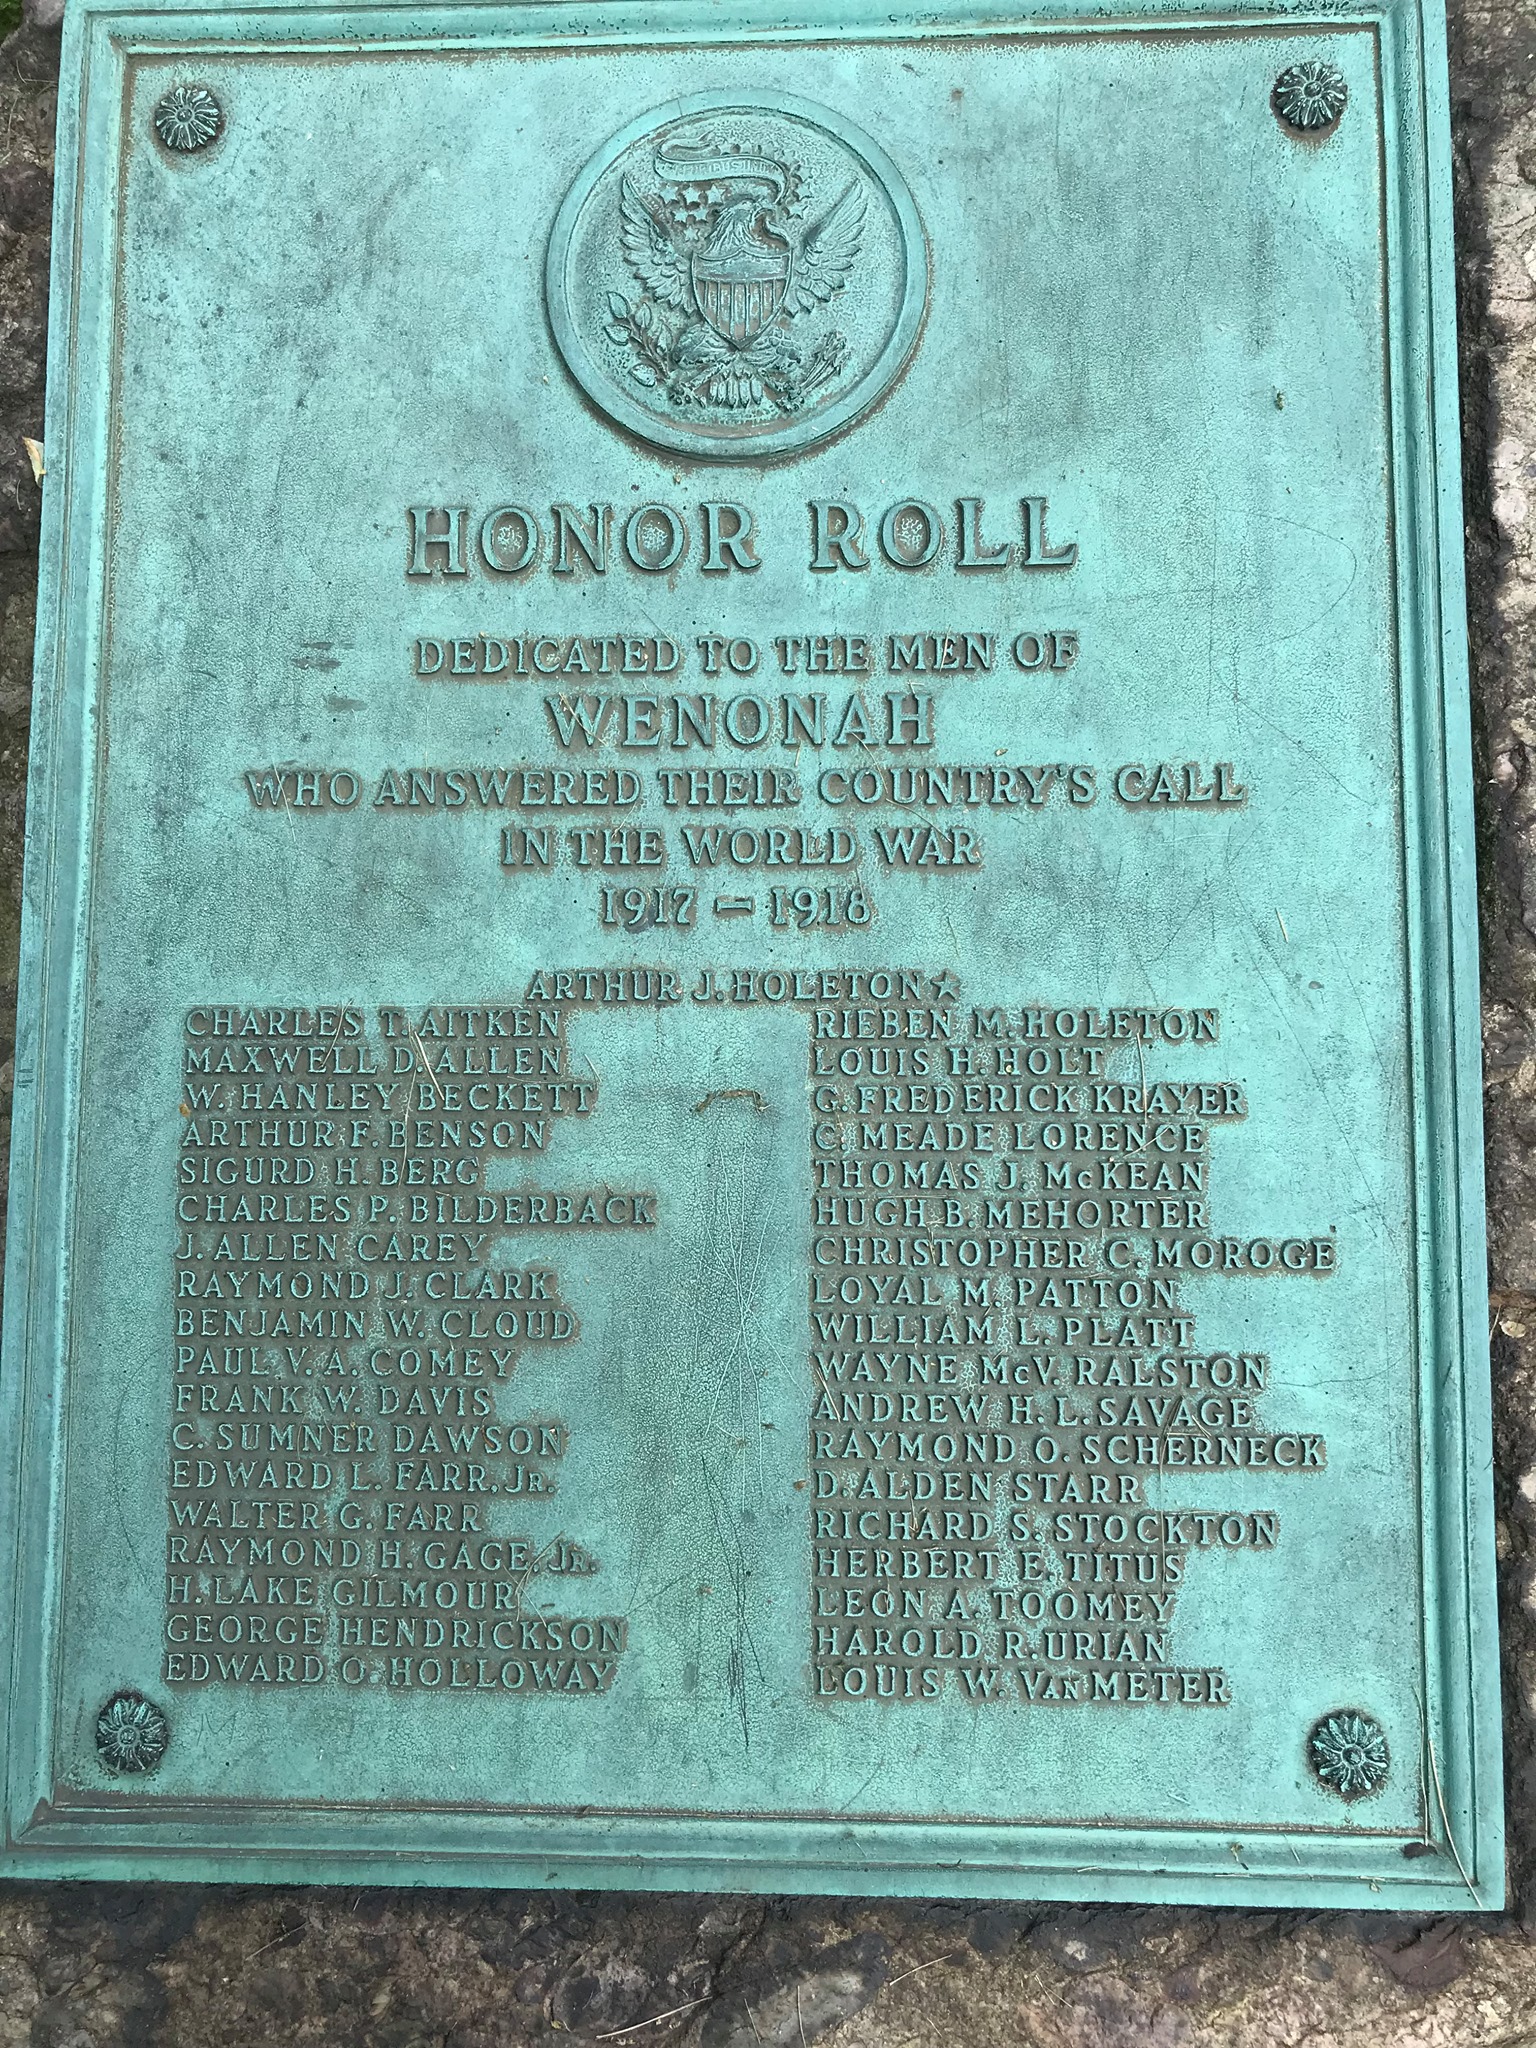 HONOR ROLL
DEDICATED TO THE MEN OF
WENONAH
WHO ANSWERED THEIR COUNTRY'S CALL
IN THE WORLD WAR
1917 – 1918
ARTHUR J. HOLETON ★
CHARLES T. AITKEN
MAXWELL D. ALLEN
W. HANLEY BECKETT
ARTHUR F. BENSON
SIGURD H. BERG
CHARLES P. BILDERBACK
J. ALLEN CAREY
RAYMOND J. CLARK
BENJAMIN W. CLOUD
PAUL V. A. COMEY
FRANK W. DAVIS
C. SUMNER DAWSON
EDWARD L. FARR, JR.
WALTER G. FARR
RAYMOND H. GAGE, JR.
H. LAKE GILMOUR
GEORGE HENDRICKSON
EDWARD O. HOLLOWAY
RIEBEN M. HOLETON
LOUIS H. HOLT
G. FREDERICK KRAYER
C. MEADE LORENCE
THOMAS J. McKEAN
HUGH B. MEHORTER
CHRISTOPHER C. MOROGE
LOYAL M. PATTON
WILLIAM L. PLATT
WAYNE McV. RALSTON
ANDREW H. L. SAVAGE
RAYMOND O. SCHERNECK
D. ALDEN STARR
RICHARD S. STOCKTON
HERBERT E. TITUS
LEON A. TOOMEY
HAROLD R. URIAN
LOUIS W. VAN METER